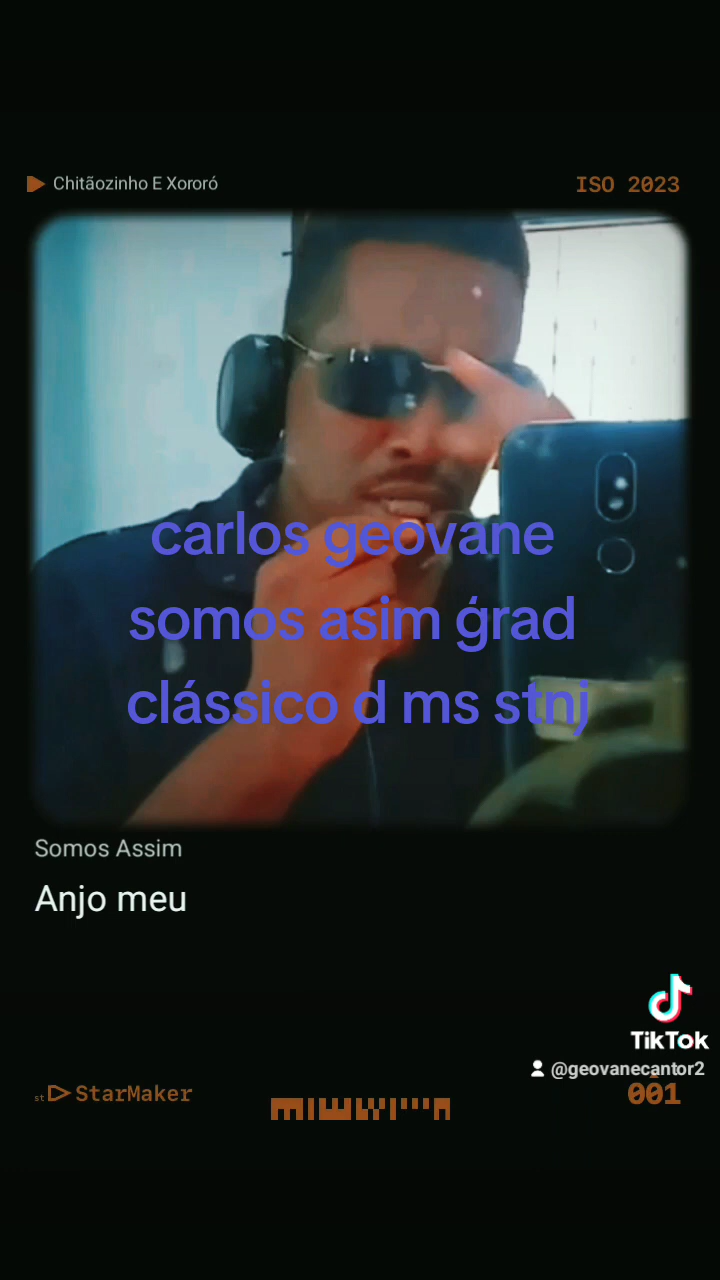 Chitãozinho E Xororó
ISO 2023
carlos geovane
somos asim ǵrad
clássico d ms stnj
Somos Assim
Anjo meu
TikTok
@geovanecantor2
st StarMaker
001